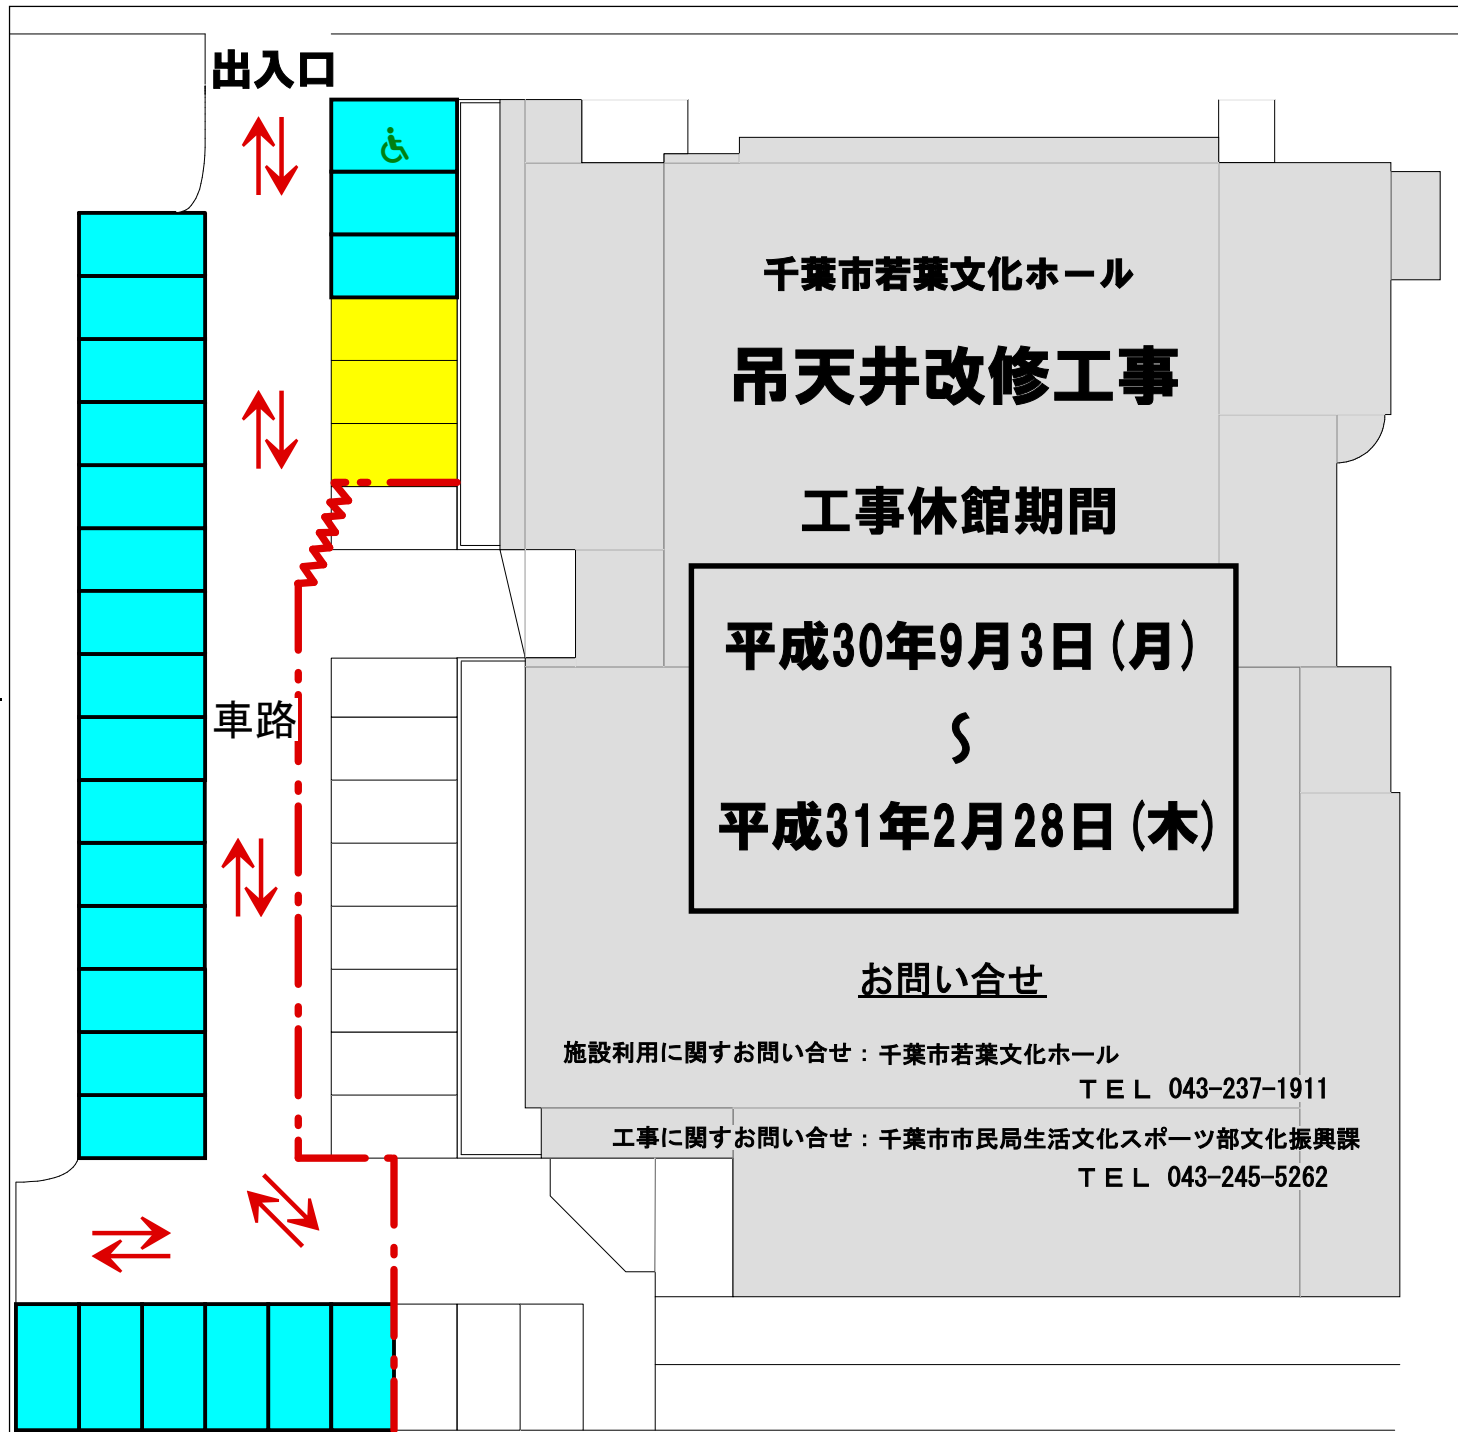 出入口
千葉市若葉文化ホール
吊天井改修工事
工事休館期間
平成30年9月3日(月)
～
平成31年2月28日(木)
車路
お問い合せ
施設利用に関すお問い合せ：千葉市若葉文化ホール
ＴＥＬ 043-237-1911
工事に関すお問い合せ：千葉市市民局生活文化スポーツ部文化振興課
ＴＥＬ 043-245-5262